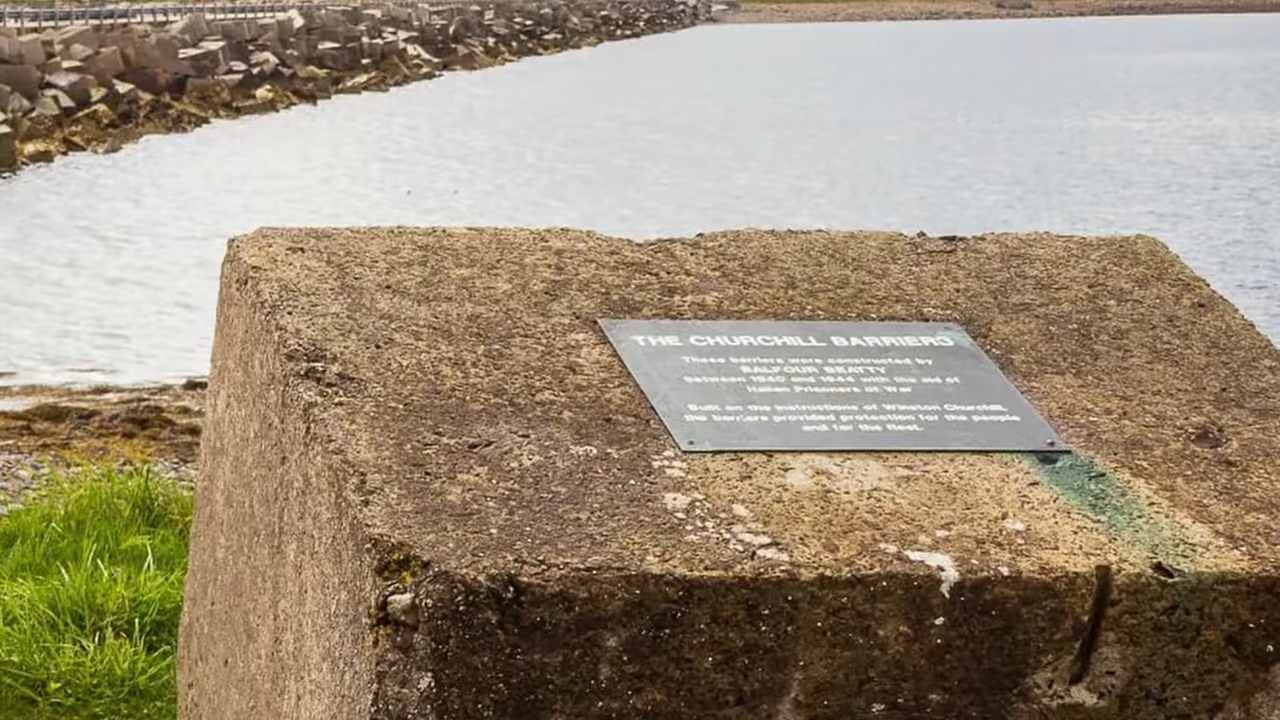 THE CHURCHILL BARRIERS
These barriers were constructed by
BALFOUR BEATTY
between 1940 and 1944 with the aid of
Italian Prisoners of War
Built on the instructions of Winston Churchill,
the barriers provided protection for the people
and for the fleet.